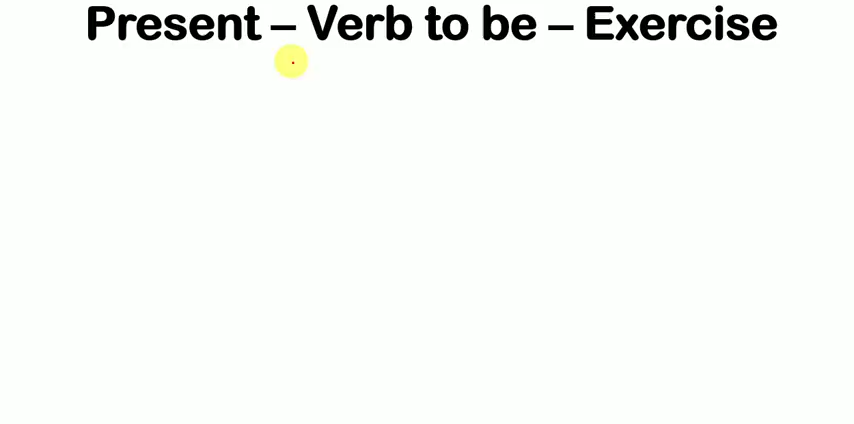 Present – Verb to be – Exercise